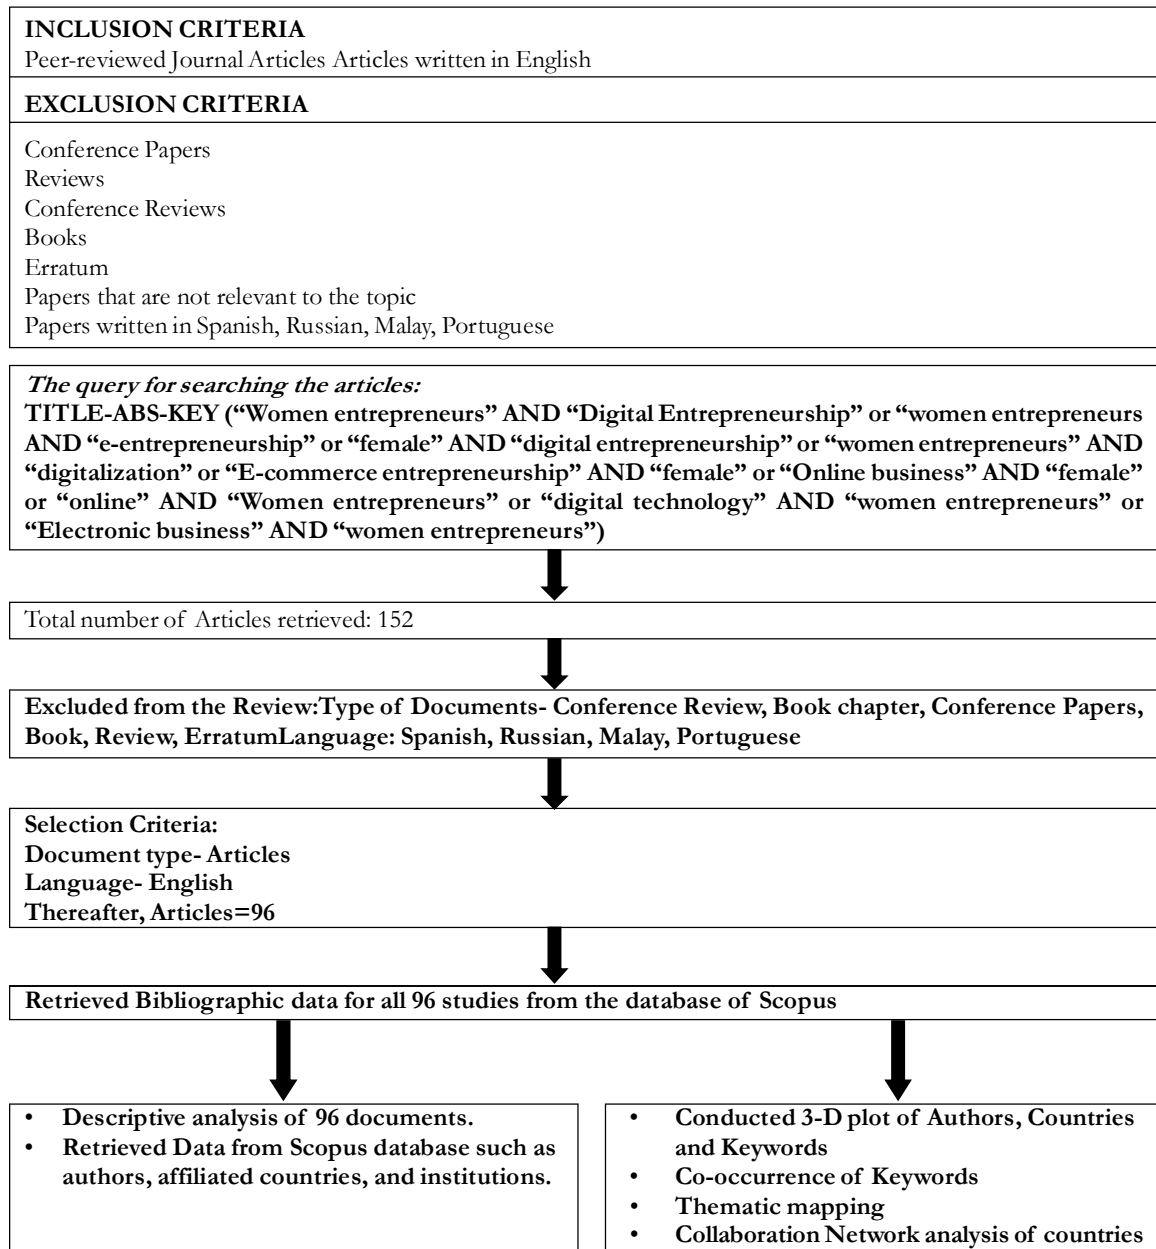 INCLUSION CRITERIA
Peer-reviewed Journal Articles Articles written in English
EXCLUSION CRITERIA
Conference Papers
Reviews
Conference Reviews
Books
Erratum
Papers that are not relevant to the topic
Papers written in Spanish, Russian, Malay, Portuguese
The query for searching the articles:
TITLE-ABS-KEY (“Women entrepreneurs” AND “Digital Entrepreneurship” or “women entrepreneurs
AND “e-entrepreneurship” or “female” AND “digital entrepreneurship” or “women entrepreneurs” AND
“digitalization” or “E-commerce entrepreneurship” AND “female” or “Online business” AND “female”
or “online” AND “Women entrepreneurs” or “digital technology” AND “women entrepreneurs” or
“Electronic business” AND “women entrepreneurs”)
Total number of Articles retrieved: 152
Excluded from the Review:Type of Documents- Conference Review, Book chapter, Conference Papers,
Book, Review, ErratumLanguage: Spanish, Russian, Malay, Portuguese
Selection Criteria:
Document type- Articles
Language- English
Thereafter, Articles=96
Retrieved Bibliographic data for all 96 studies from the database of Scopus
• Descriptive analysis of 96 documents.
• Retrieved Data from Scopus database such as
authors, affiliated countries, and institutions.
• Conducted 3-D plot of Authors, Countries
and Keywords
• Co-occurrence of Keywords
• Thematic mapping
• Collaboration Network analysis of countries